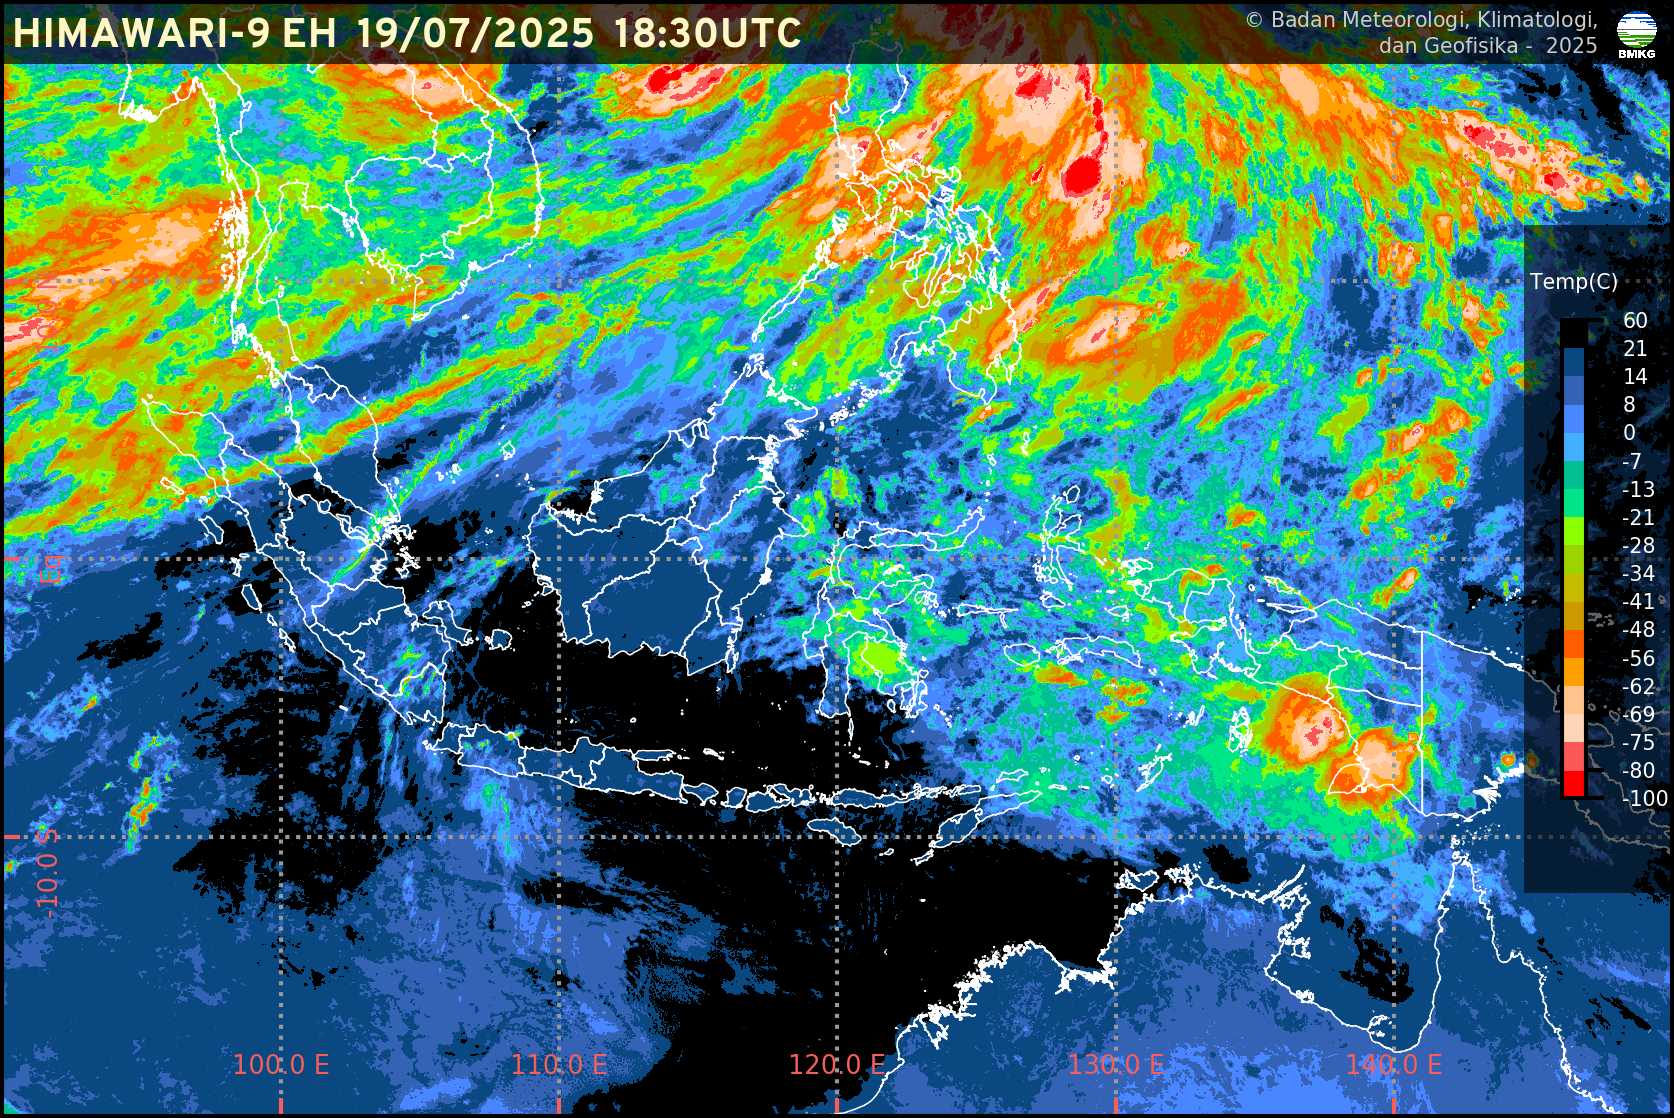 HIMAWARI-9 EH 19/07/2025 18:30UTC
© Badan Meteorologi, Klimatologi,
dan Geofisika - 2025
BMKG
Temp(C)
60
21
14
8
0
-7
-13
-21
-28
-34
-41
-48
-56
-62
-69
-75
-80
-100
Eq
-10.0 S
100.0 E
110.0 E
120.0 E
130.0 E
140.0 E